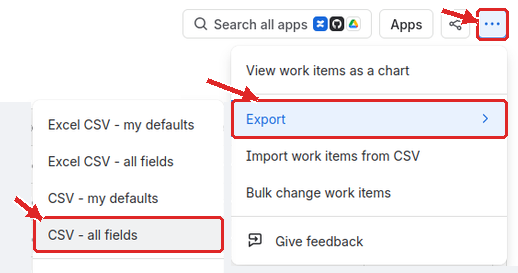 Search all apps
Apps
View work items as a chart
Export
Import work items from CSV
Bulk change work items
Give feedback
Excel CSV - my defaults
Excel CSV - all fields
CSV - my defaults
CSV - all fields